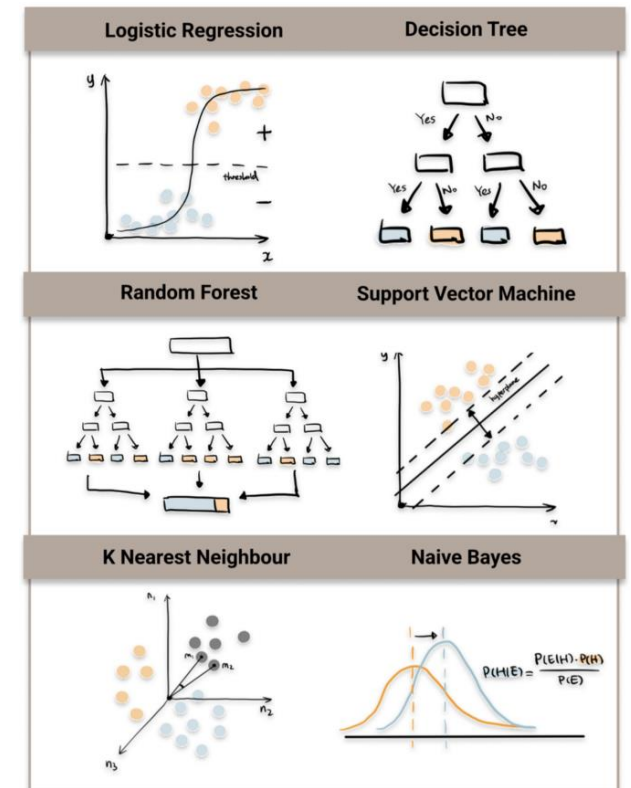 Logistic Regression
Decision Tree
y
+
threshold
−
x
Yes
No
Yes
No
Yes
No
Random Forest
Support Vector Machine
y
hyperplane
x
K Nearest Neighbour
Naive Bayes
n₁
m₁
m₂
n₂
n₃
P(H|E) = P(E|H) · P(H) / P(E)